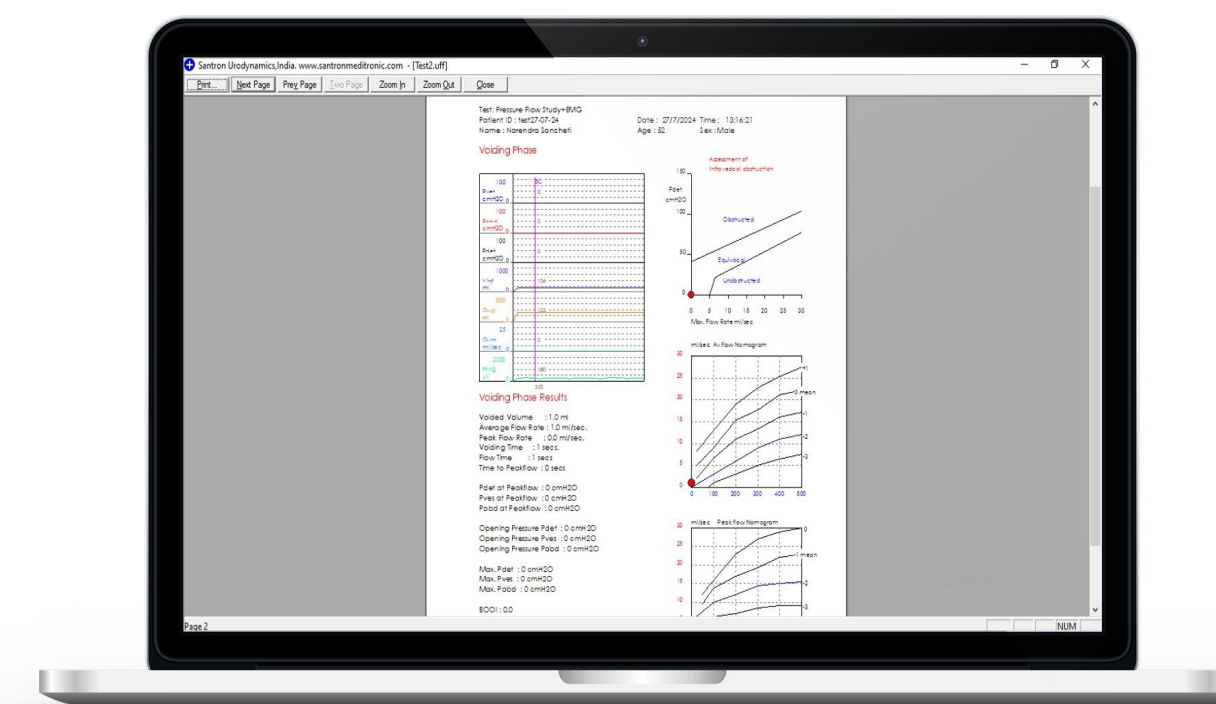 Santron Urodynamics,India. www.santronmeditronic.com - [Test2.uff]
Print... Next Page Prev Page Two Page Zoom In Zoom Out Close
Test: Pressure Flow Study+EMG
Patient ID : test27-07-24 Date : 27/7/2024 Time : 13:16:21
Name : Narendra Sancheti Age : 52 Sex : Male
Voiding Phase
100
Pves
cmH2O 0
100
cmH2O 0
100
Pdet
cmH2O 0
1000
ml 0
500
ml 0
25
Qura
ml/sec 0
2000
0
Assesment of
Infravesical obstruction
150
Pdet
cmH2O
100
Obstructed
50
Equivocal
Unobstructed
0
0 5 10 15 20 25 30
Max. Flow Rate ml/sec
ml/sec Av.Flow Nomogram
30
25
20
15
10
5
0
+1
0 mean
-1
-2
-3
0 100 200 300 400 500
Voiding Phase Results
Voided Volume : 1.0 ml
Average Flow Rate : 1.0 ml/sec.
Peak Flow Rate : 0.0 ml/sec.
Voiding Time : 1 secs.
Flow Time : 1 secs
Time to Peakflow : 0 secs
Pdet at Peakflow : 0 cmH2O
Pves at Peakflow : 0 cmH2O
Pabd at Peakflow : 0 cmH2O
Opening Pressure Pdet : 0 cmH2O
Opening Pressure Pves : 0 cmH2O
Opening Pressure Pabd : 0 cmH2O
Max. Pdet : 0 cmH2O
Max. Pves : 0 cmH2O
Max. Pabd : 0 cmH2O
BOOI : 0.0
ml/sec Peak Flow Nomogram
30
25
20
15
10
0
-1 mean
-2
-3
Page 2 NUM